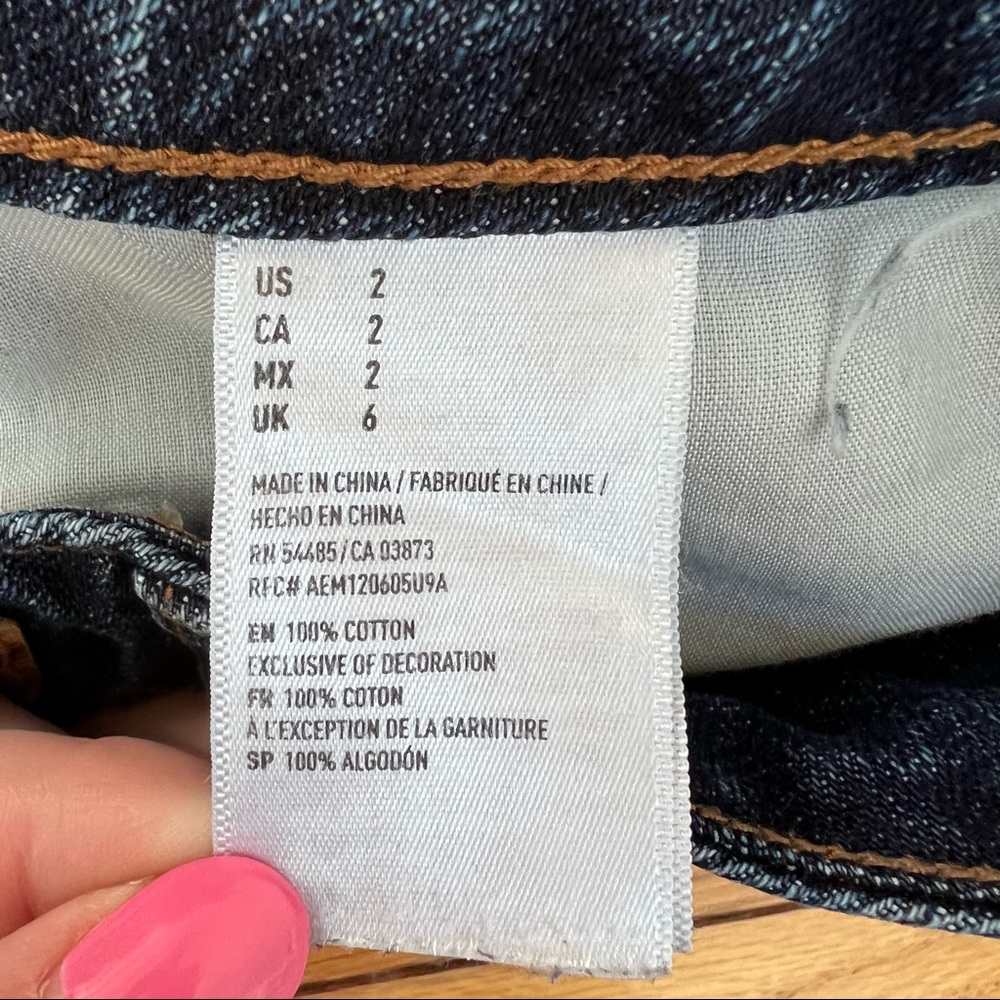 US 2
CA 2
MX 2
UK 6
MADE IN CHINA / FABRIQUÉ EN CHINE /
HECHO EN CHINA
RN 54485/CA 03873
RFC# AEM120605U9A
EN 100% COTTON
EXCLUSIVE OF DECORATION
FR 100% COTON
À L'EXCEPTION DE LA GARNITURE
SP 100% ALGODÓN